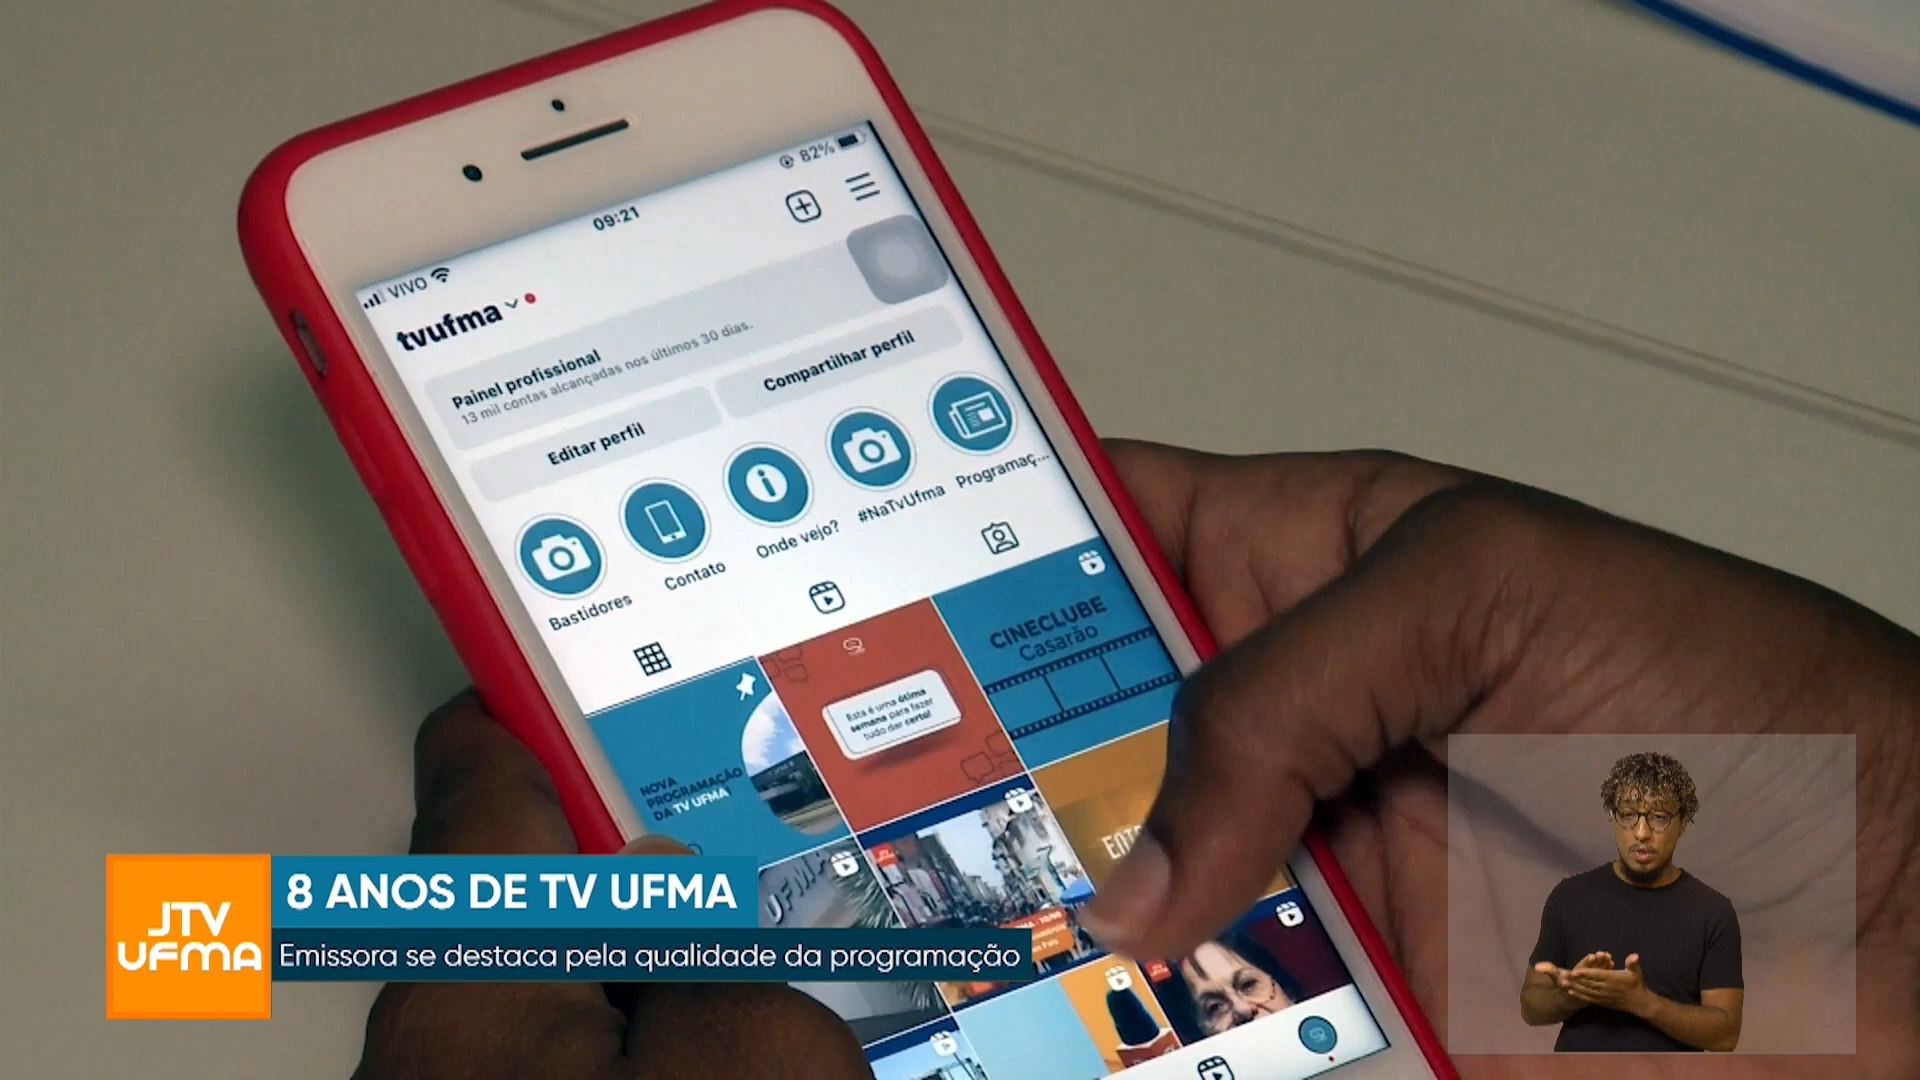 82%
09:21
VIVO
tvufma
Painel profissional
13 mil contas alcançadas nos últimos 30 dias.
Editar perfil
Compartilhar perfil
Bastidores
Contato
Onde vejo?
#NaTvUfma
Programaç...
NOVA
PROGRAMAÇÃO
DA TV UFMA
Esta é uma ótima
semana para fazer
tudo dar certo!
CINECLUBE
Casarão
UFMA
8 ANOS DE TV UFMA
Emissora se destaca pela qualidade da programação
JTV
UFMA